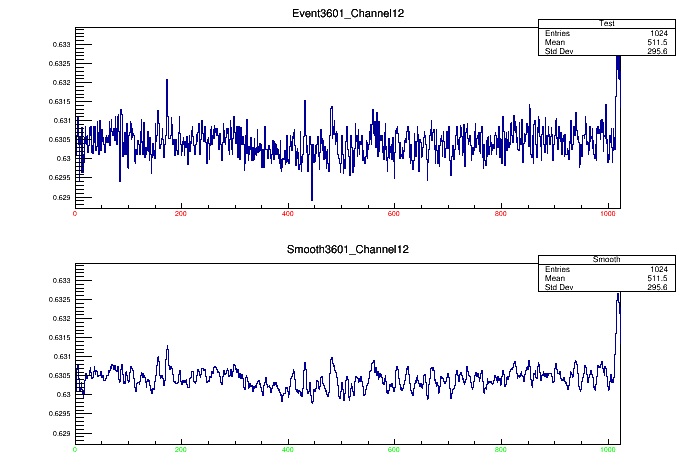 Event3601_Channel12
Test
Entries 1024
Mean 511.5
Std Dev 295.6
0.633
0.6325
0.632
0.6315
0.631
0.6305
0.63
0.6295
0.629
0 200 400 600 800 1000
Smooth3601_Channel12
Smooth
Entries 1024
Mean 511.5
Std Dev 295.6
0.633
0.6325
0.632
0.6315
0.631
0.6305
0.63
0.6295
0.629
0 200 400 600 800 1000